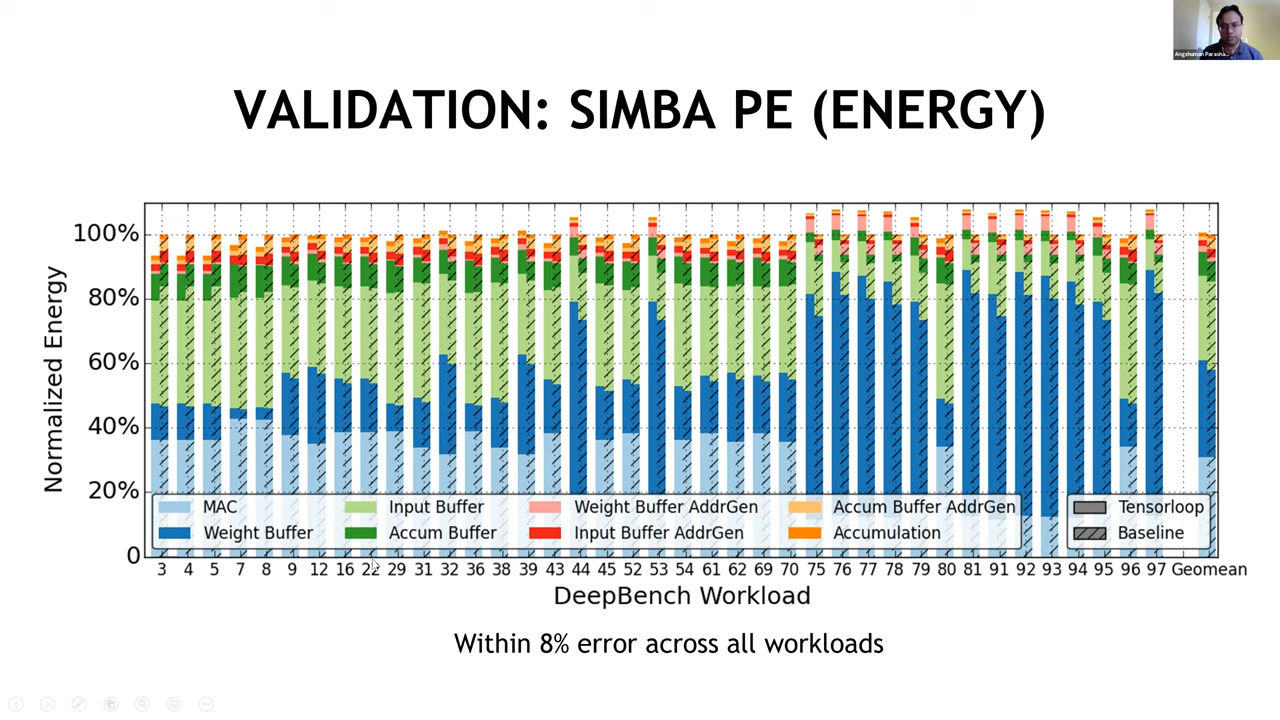 Angshuman Parasha...
VALIDATION: SIMBA PE (ENERGY)
Normalized Energy
100%
80%
60%
40%
20%
0
MAC
Weight Buffer
Input Buffer
Accum Buffer
Weight Buffer AddrGen
Input Buffer AddrGen
Accum Buffer AddrGen
Accumulation
Tensorloop
Baseline
3 4 5 7 8 9 12 16 22 29 31 32 36 38 39 43 44 45 52 53 54 61 62 69 70 75 76 77 78 79 80 81 91 92 93 94 95 96 97 Geomean
DeepBench Workload
Within 8% error across all workloads